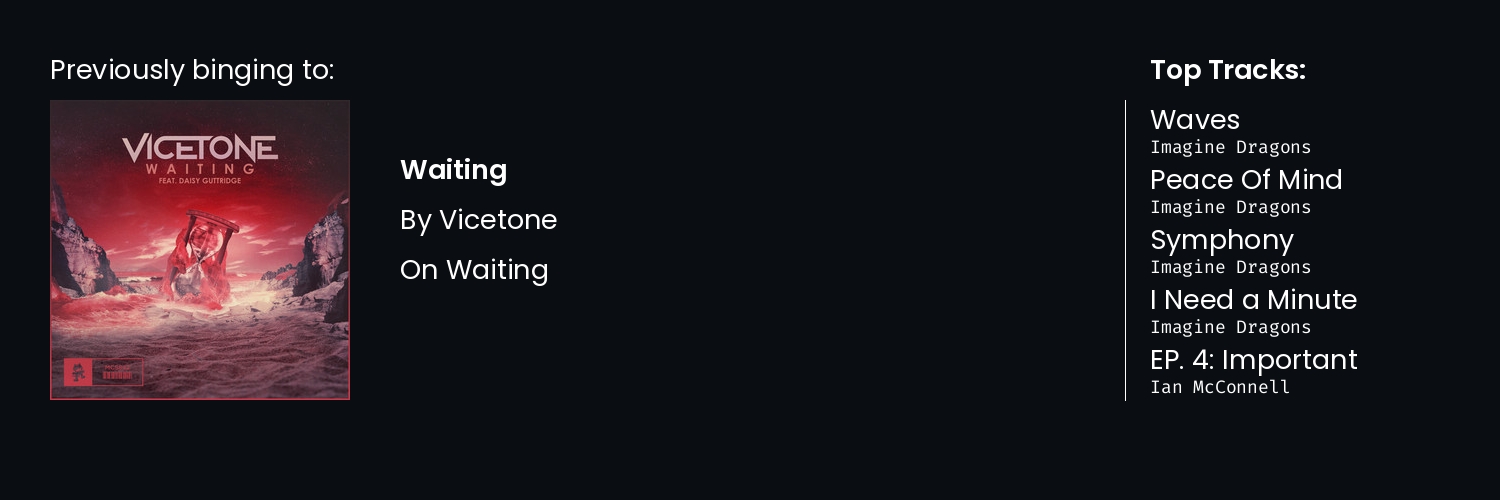 Previously binging to:
VICETONE
WAITING
FEAT. DAISY GUTTRIDGE
Waiting
By Vicetone
On Waiting
Top Tracks:
Waves
Imagine Dragons
Peace Of Mind
Imagine Dragons
Symphony
Imagine Dragons
I Need a Minute
Imagine Dragons
EP. 4: Important
Ian McConnell